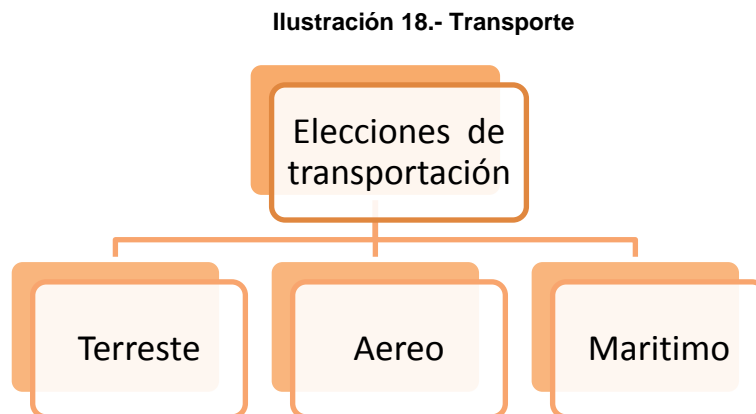 Ilustración 18.- Transporte
Elecciones de
transportación
Terreste
Aereo
Maritimo